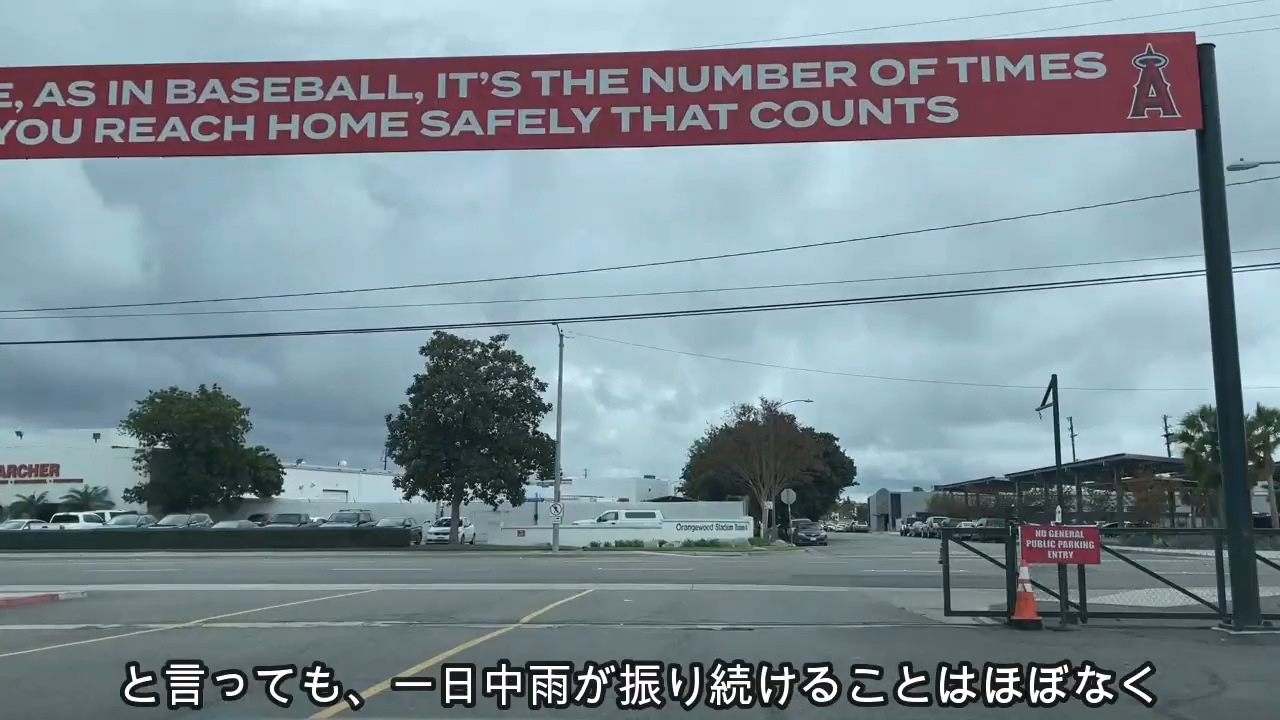 E, AS IN BASEBALL, IT'S THE NUMBER OF TIMES
YOU REACH HOME SAFELY THAT COUNTS
A
ARCHER
Orangewood Stadium
NO GENERAL
PUBLIC PARKING
ENTRY
と言っても、一日中雨が振り続けることはほぼなく